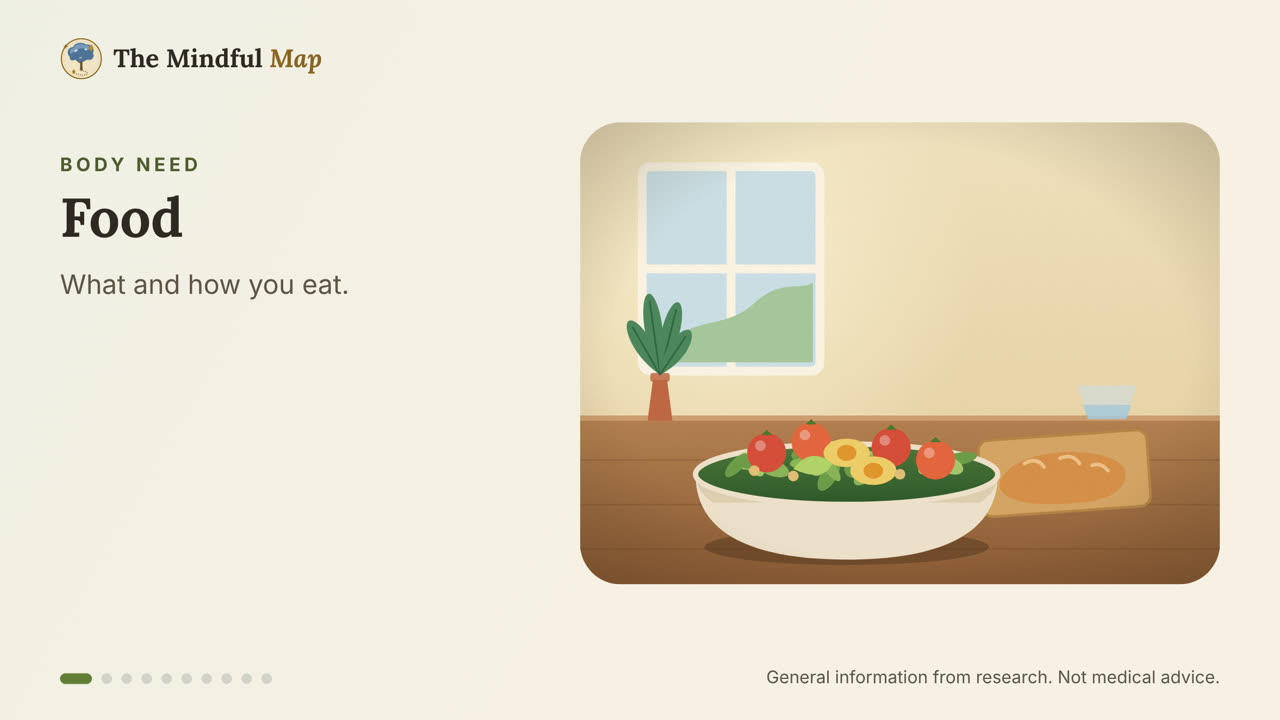 The Mindful Map
BODY NEED
Food
What and how you eat.
General information from research. Not medical advice.